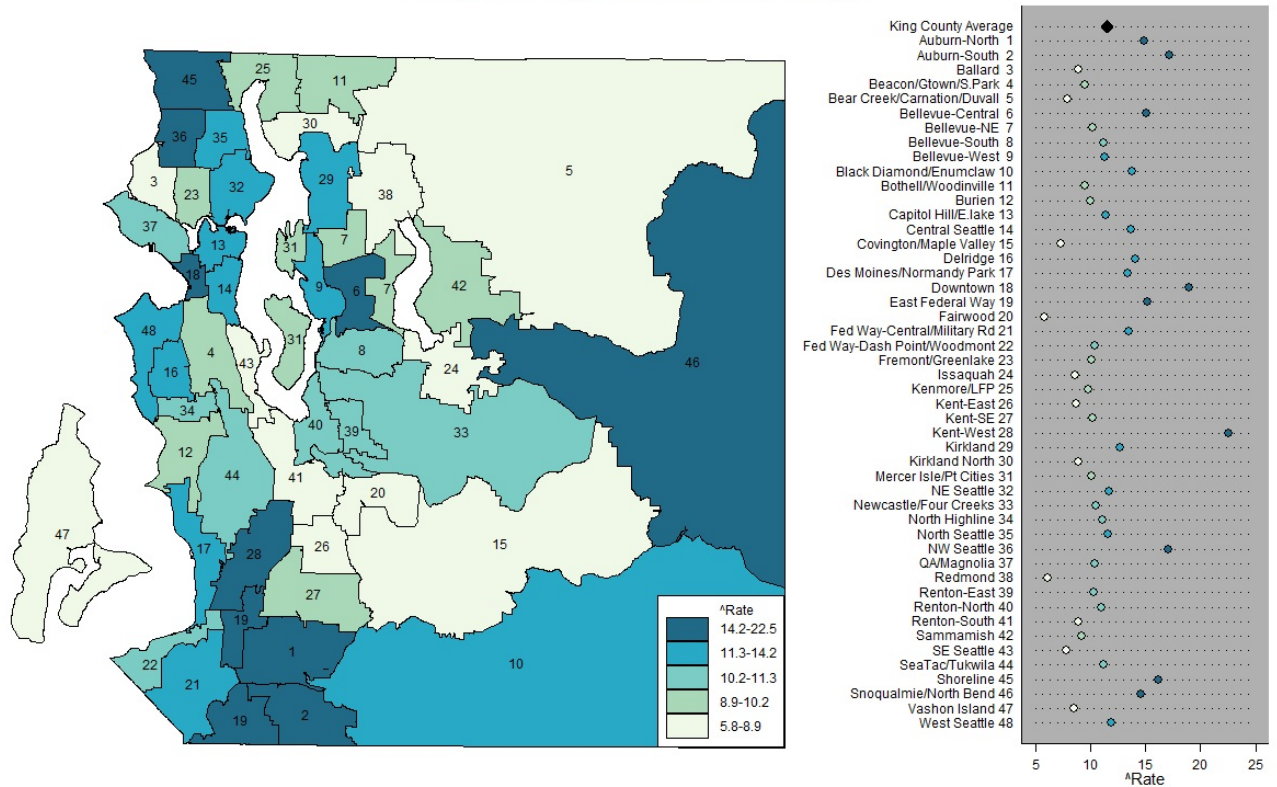 45
25
11
36
35
30
5
3
23
32
29
38
37
13
31
7
18
14
9
6
7
42
48
4
31
46
16
43
8
24
34
40
39
33
12
44
41
20
47
17
28
26
15
27
19
1
10
22
21
19
2
^Rate
14.2-22.5
11.3-14.2
10.2-11.3
8.9-10.2
5.8-8.9
King County Average
Auburn-North 1
Auburn-South 2
Ballard 3
Beacon/Gtown/S.Park 4
Bear Creek/Carnation/Duvall 5
Bellevue-Central 6
Bellevue-NE 7
Bellevue-South 8
Bellevue-West 9
Black Diamond/Enumclaw 10
Bothell/Woodinville 11
Burien 12
Capitol Hill/E.lake 13
Central Seattle 14
Covington/Maple Valley 15
Delridge 16
Des Moines/Normandy Park 17
Downtown 18
East Federal Way 19
Fairwood 20
Fed Way-Central/Military Rd 21
Fed Way-Dash Point/Woodmont 22
Fremont/Greenlake 23
Issaquah 24
Kenmore/LFP 25
Kent-East 26
Kent-SE 27
Kent-West 28
Kirkland 29
Kirkland North 30
Mercer Isle/Pt Cities 31
NE Seattle 32
Newcastle/Four Creeks 33
North Highline 34
North Seattle 35
NW Seattle 36
QA/Magnolia 37
Redmond 38
Renton-East 39
Renton-North 40
Renton-South 41
Sammamish 42
SE Seattle 43
SeaTac/Tukwila 44
Shoreline 45
Snoqualmie/North Bend 46
Vashon Island 47
West Seattle 48
5 10 15 20 25
^Rate